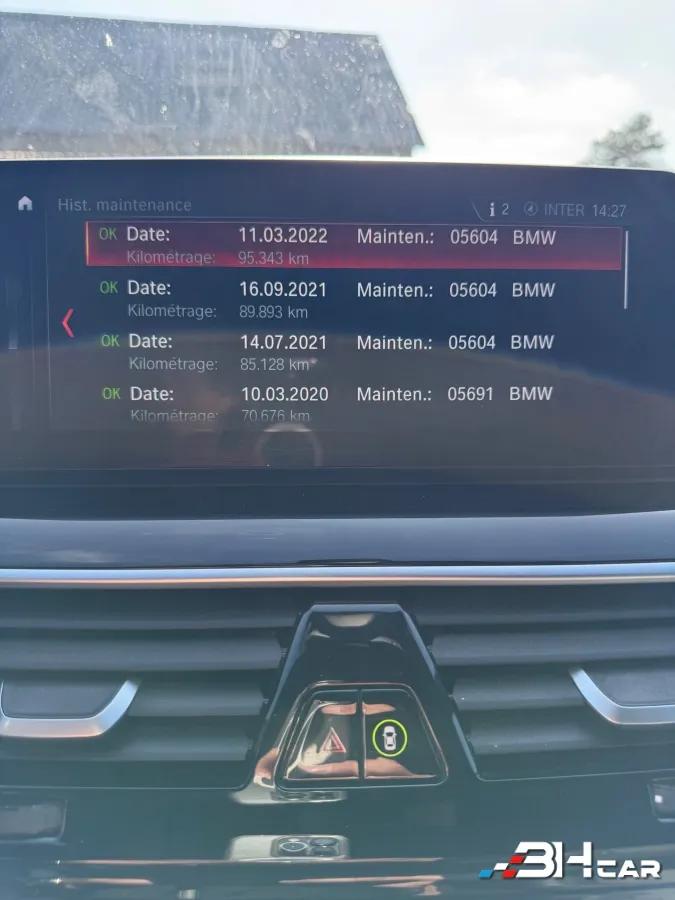 Hist. maintenance
i 2 INTER 14:27
OK Date: 11.03.2022 Mainten.: 05604 BMW
Kilométrage: 95.343 km
OK Date: 16.09.2021 Mainten.: 05604 BMW
Kilométrage: 89.893 km
OK Date: 14.07.2021 Mainten.: 05604 BMW
Kilométrage: 85.128 km
OK Date: 10.03.2020 Mainten.: 05691 BMW
Kilométrage: 70.676 km
BHCAR